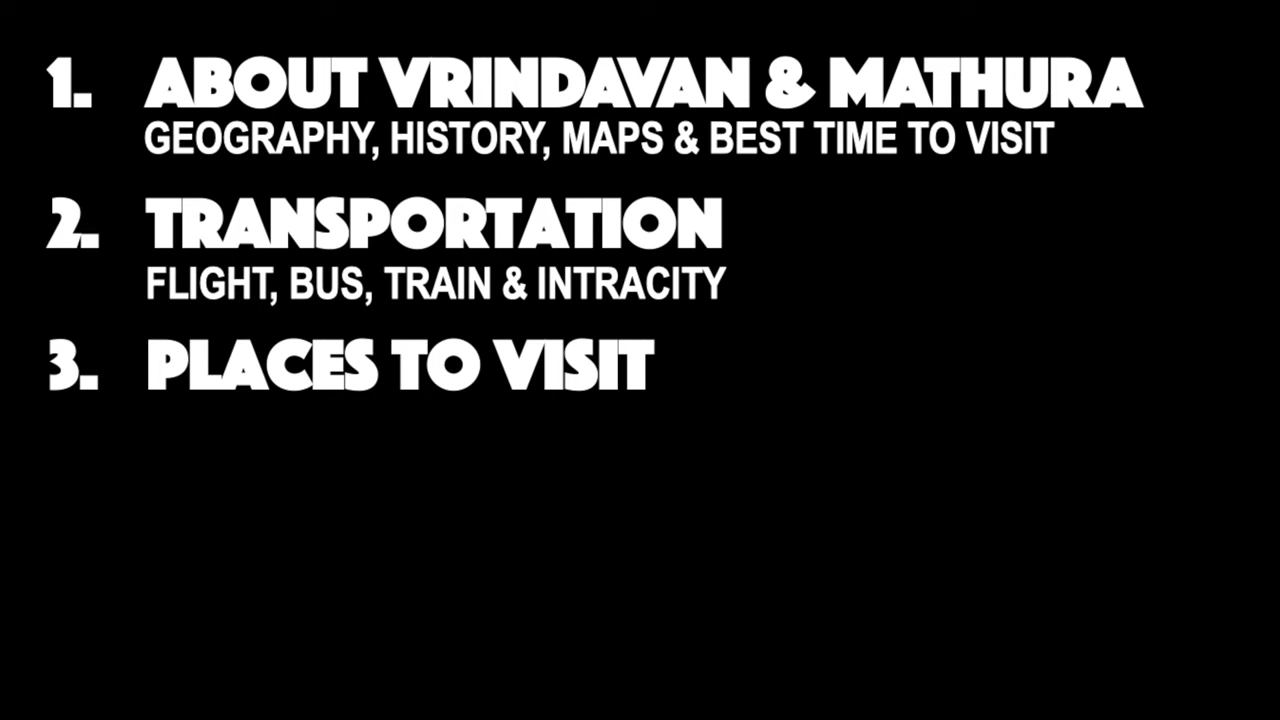 1. ABOUT VRINDAVAN & MATHURA
GEOGRAPHY, HISTORY, MAPS & BEST TIME TO VISIT
2. TRANSPORTATION
FLIGHT, BUS, TRAIN & INTRACITY
3. PLACES TO VISIT